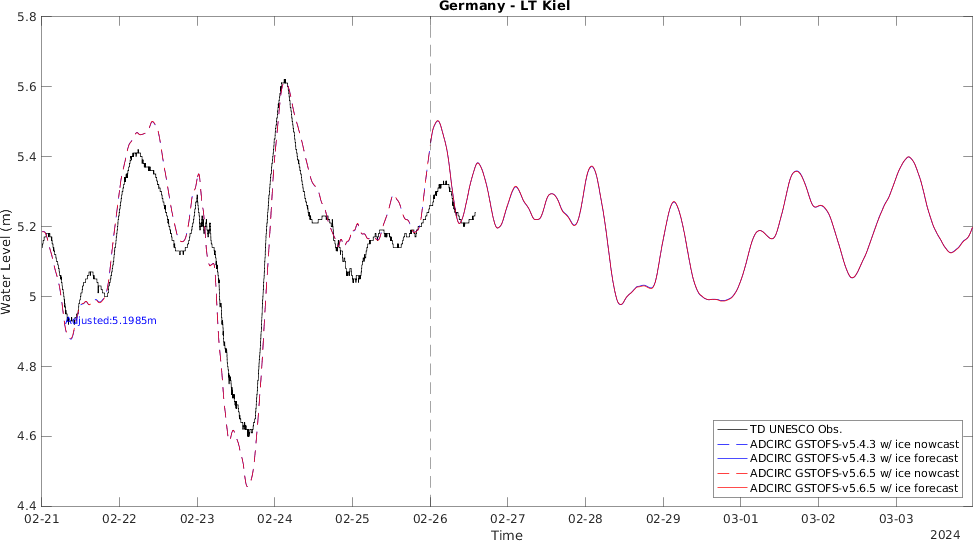 Germany - LT Kiel
5.8
5.6
5.4
5.2
5
4.8
4.6
4.4
Water Level (m)
Adjusted:5.1985m
TD UNESCO Obs.
ADCIRC GSTOFS-v5.4.3 w/ ice nowcast
ADCIRC GSTOFS-v5.4.3 w/ ice forecast
ADCIRC GSTOFS-v5.6.5 w/ ice nowcast
ADCIRC GSTOFS-v5.6.5 w/ ice forecast
02-21 02-22 02-23 02-24 02-25 02-26 02-27 02-28 02-29 03-01 03-02 03-03
Time
2024